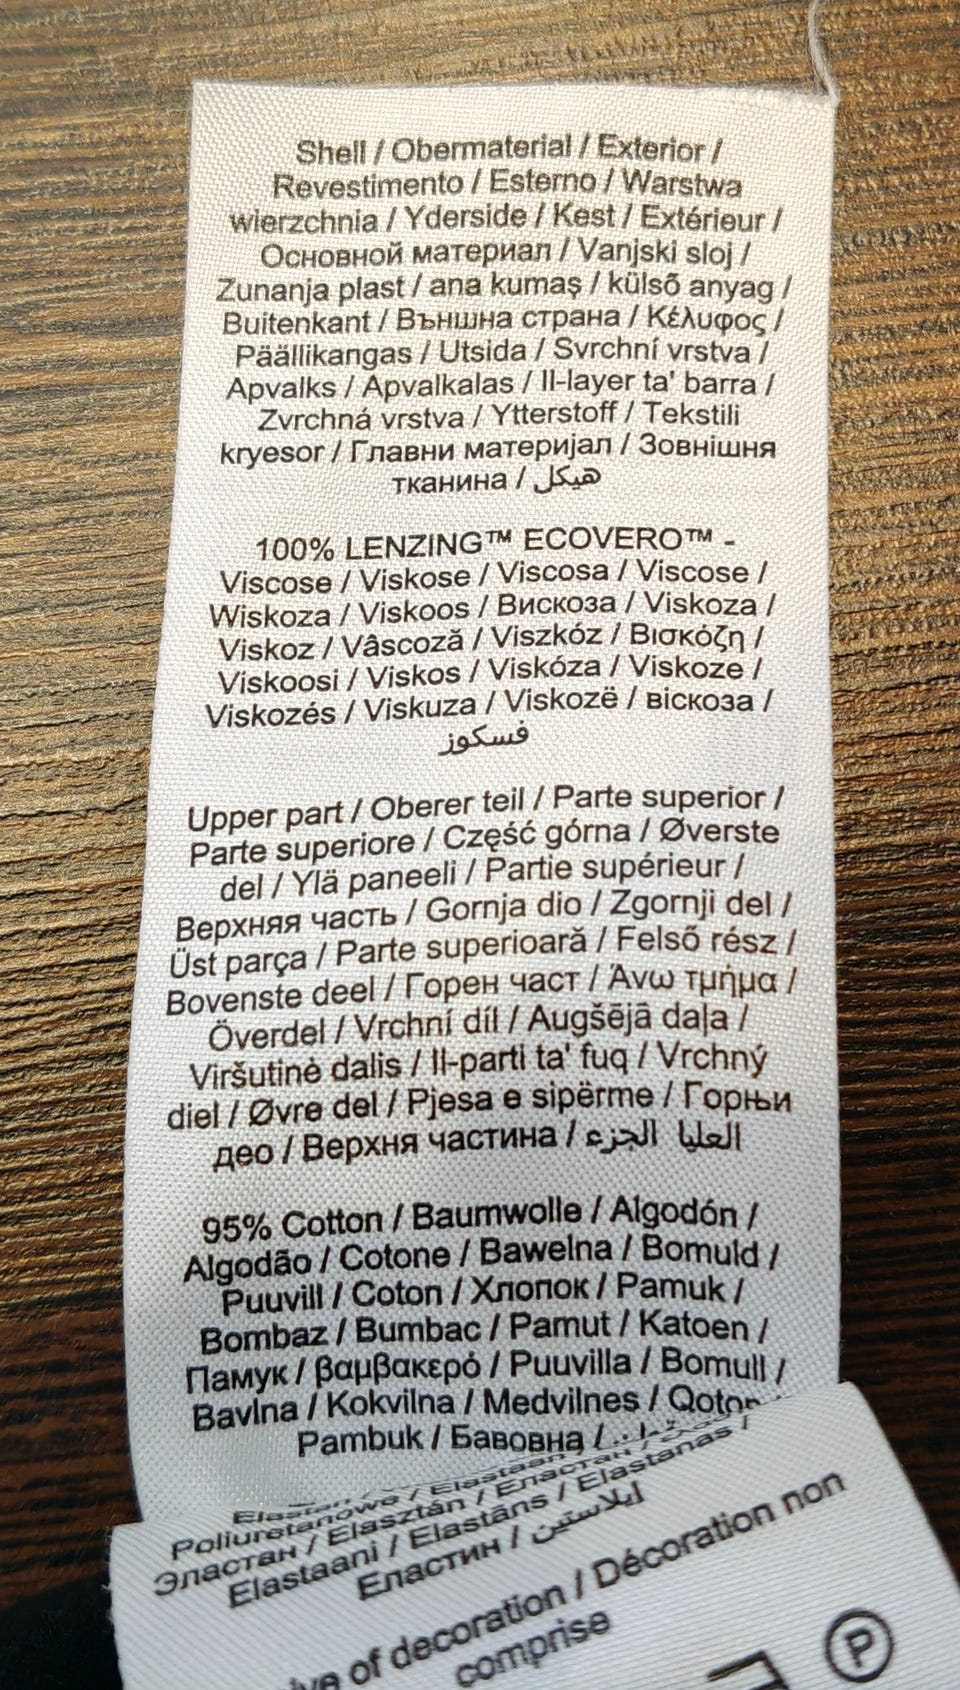 Shell / Obermaterial / Exterior /
Revestimento / Esterno / Warstwa
wierzchnia / Yderside / Kest / Extérieur /
Основной материал / Vanjski sloj /
Zunanja plast / ana kumaş / külső anyag /
Buitenkant / Външна страна / Κέλυφος /
Päällikangas / Utsida / Svrchní vrstva /
Apvalks / Apvalkalas / Il-layer ta' barra /
Zvrchná vrstva / Ytterstoff / Tekstili
kryesor / Главни материјал / Зовнішня
тканина / هيكل
100% LENZING™ ECOVERO™ -
Viscose / Viskose / Viscosa / Viscose /
Wiskoza / Viskoos / Вискоза / Viskoza /
Viskoz / Vâscoză / Viszkóz / Βισκόζη /
Viskoosi / Viskos / Viskóza / Viskoze /
Viskozés / Viskuza / Viskozë / віскоза /
فسكوز
Upper part / Oberer teil / Parte superior /
Parte superiore / Część górna / Øverste
del / Ylä paneeli / Partie supérieur /
Верхняя часть / Gornja dio / Zgornji del /
Üst parça / Parte superioară / Felső rész /
Bovenste deel / Горен част / Άνω τμήμα /
Överdel / Vrchní díl / Augšējā daļa /
Viršutinė dalis / Il-parti ta' fuq / Vrchný
diel / Øvre del / Pjesa e sipërme / Горњи
део / Верхня частина / العليا الجزء
95% Cotton / Baumwolle / Algodón /
Algodão / Cotone / Bawełna / Bomuld /
Puuvill / Coton / Хлопок / Pamuk /
Bombaz / Bumbac / Pamut / Katoen /
Памук / βαμβακερό / Puuvilla / Bomull /
Bavlna / Kokvilna / Medvilnes / Qoton
Pambuk / Бавовна /
Elastan / Elastaan
Poliuretanowe / Elasztán / Еластан /
Эластан / Elastāns / Elastanas /
Elastaani / Еластин / ايلاستين
of decoration / Décoration non
comprise
P